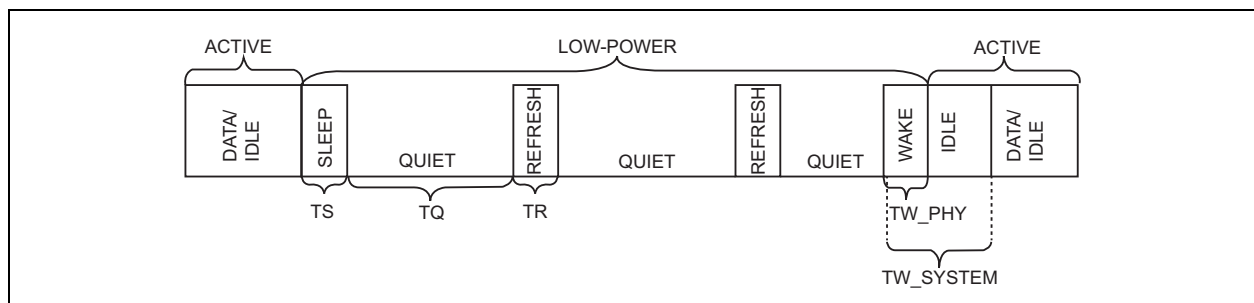 ACTIVE
LOW-POWER
ACTIVE
DATA/
IDLE
SLEEP
QUIET
REFRESH
QUIET
REFRESH
QUIET
WAKE
IDLE
DATA/
IDLE
TS
TQ
TR
TW_PHY
TW_SYSTEM